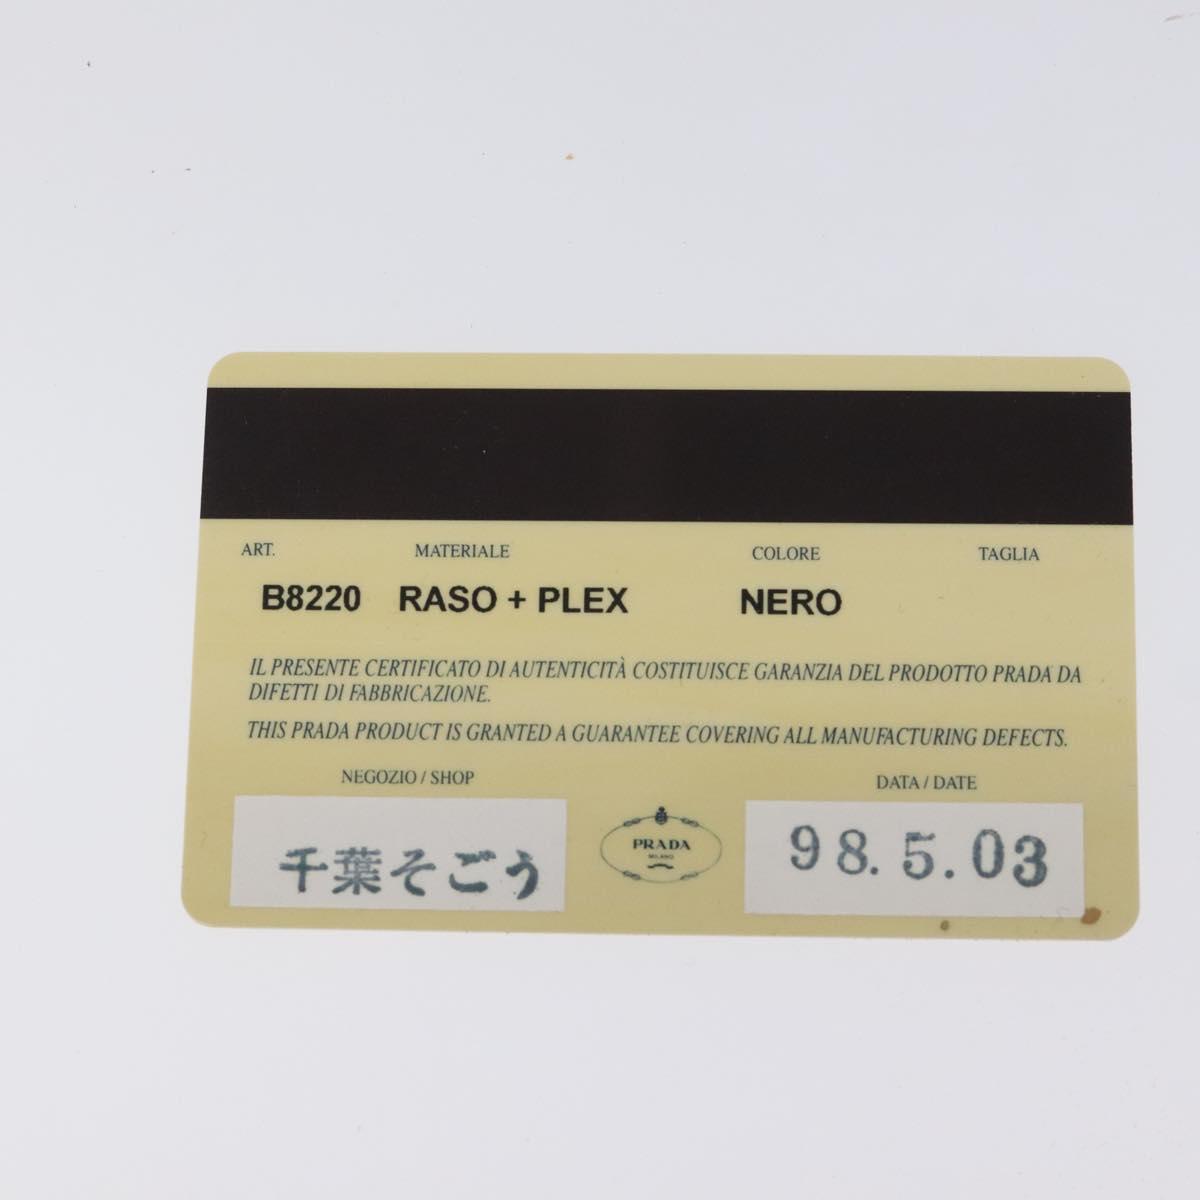 ART. MATERIALE COLORE TAGLIA
B8220 RASO + PLEX NERO
IL PRESENTE CERTIFICATO DI AUTENTICITÀ COSTITUISCE GARANZIA DEL PRODOTTO PRADA DA
DIFETTI DI FABBRICAZIONE.
THIS PRADA PRODUCT IS GRANTED A GUARANTEE COVERING ALL MANUFACTURING DEFECTS.
NEGOZIO / SHOP DATA / DATE
千葉そごう
PRADA
MILANO
98.5.03